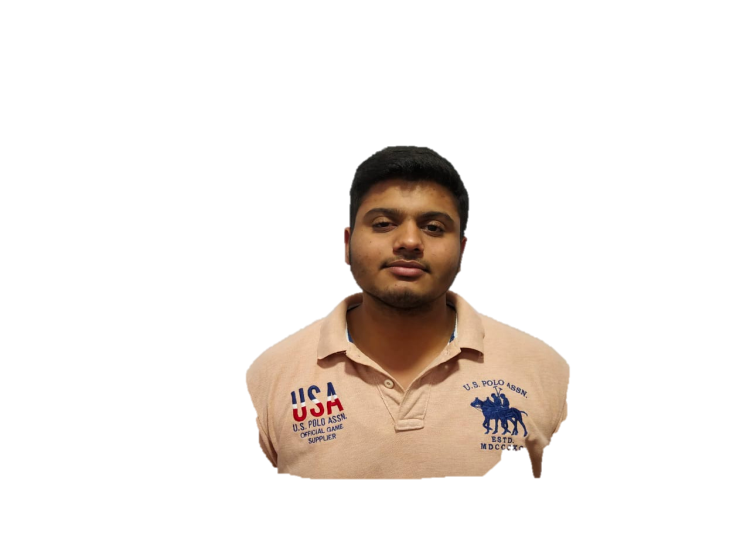 USA
U.S. POLO ASSN.
OFFICIAL GAME
SUPPLIER
U.S. POLO ASSN.
ESTD.